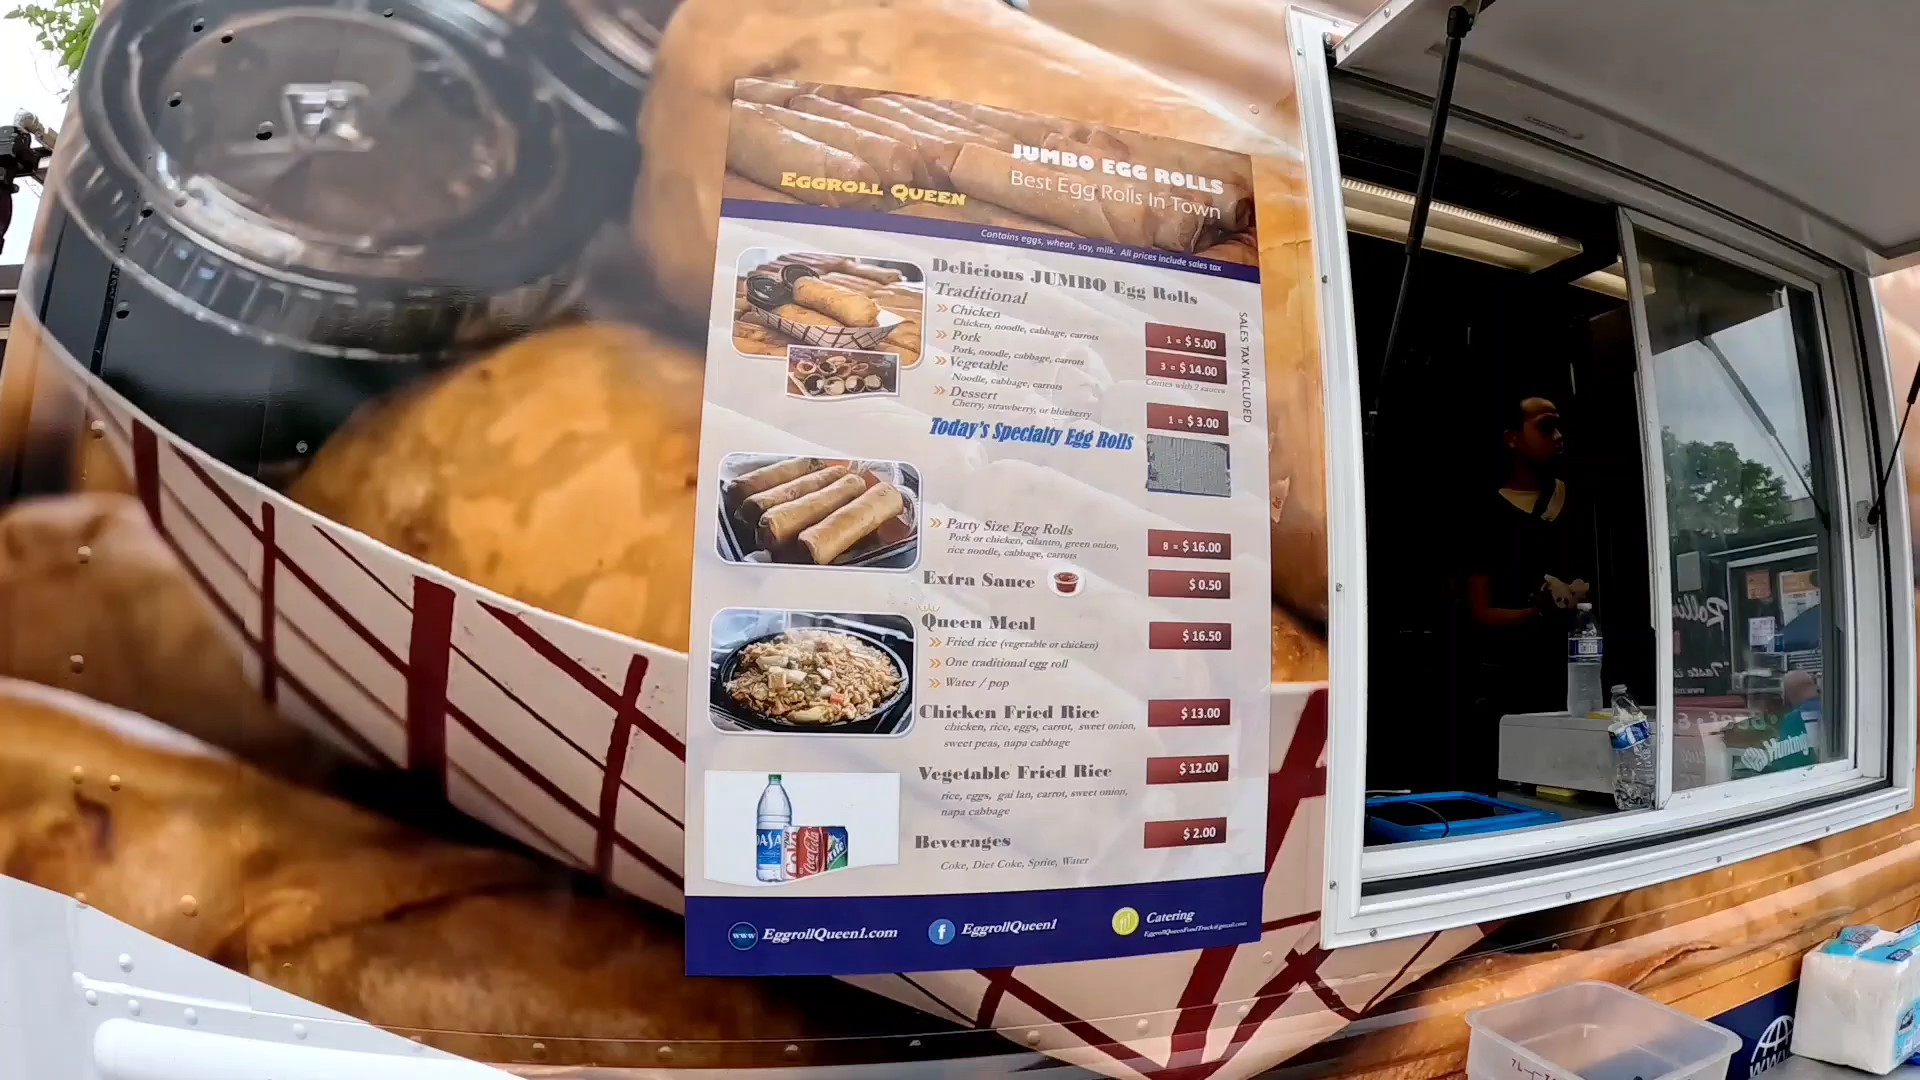 EGGROLL QUEEN
JUMBO EGG ROLLS
Best Egg Rolls In Town
Contains eggs, wheat, soy, milk. All prices include sales tax
Delicious JUMBO Egg Rolls
Traditional
» Chicken
Chicken, noodle, cabbage, carrots
1 = $ 5.00
» Pork
Pork, noodle, cabbage, carrots
3 = $ 14.00
Comes with 2 sauces
» Vegetable
Noodle, cabbage, carrots
» Dessert
Cherry, strawberry, or blueberry
1 = $ 3.00
SALES TAX INCLUDED
Today's Specialty Egg Rolls
» Party Size Egg Rolls
Pork or chicken, cilantro, green onion,
rice noodle, cabbage, carrots
8 = $ 16.00
Extra Sauce
$ 0.50
Queen Meal
$ 16.50
» Fried rice (vegetable or chicken)
» One traditional egg roll
» Water / pop
Chicken Fried Rice
$ 13.00
chicken, rice, eggs, carrot, sweet onion,
sweet peas, napa cabbage
Vegetable Fried Rice
$ 12.00
rice, eggs, gai lan, carrot, sweet onion,
napa cabbage
Beverages
$ 2.00
Coke, Diet Coke, Sprite, Water
www EggrollQueen1.com
f EggrollQueen1
Catering
EggrollQueenFoodTruck@gmail.com